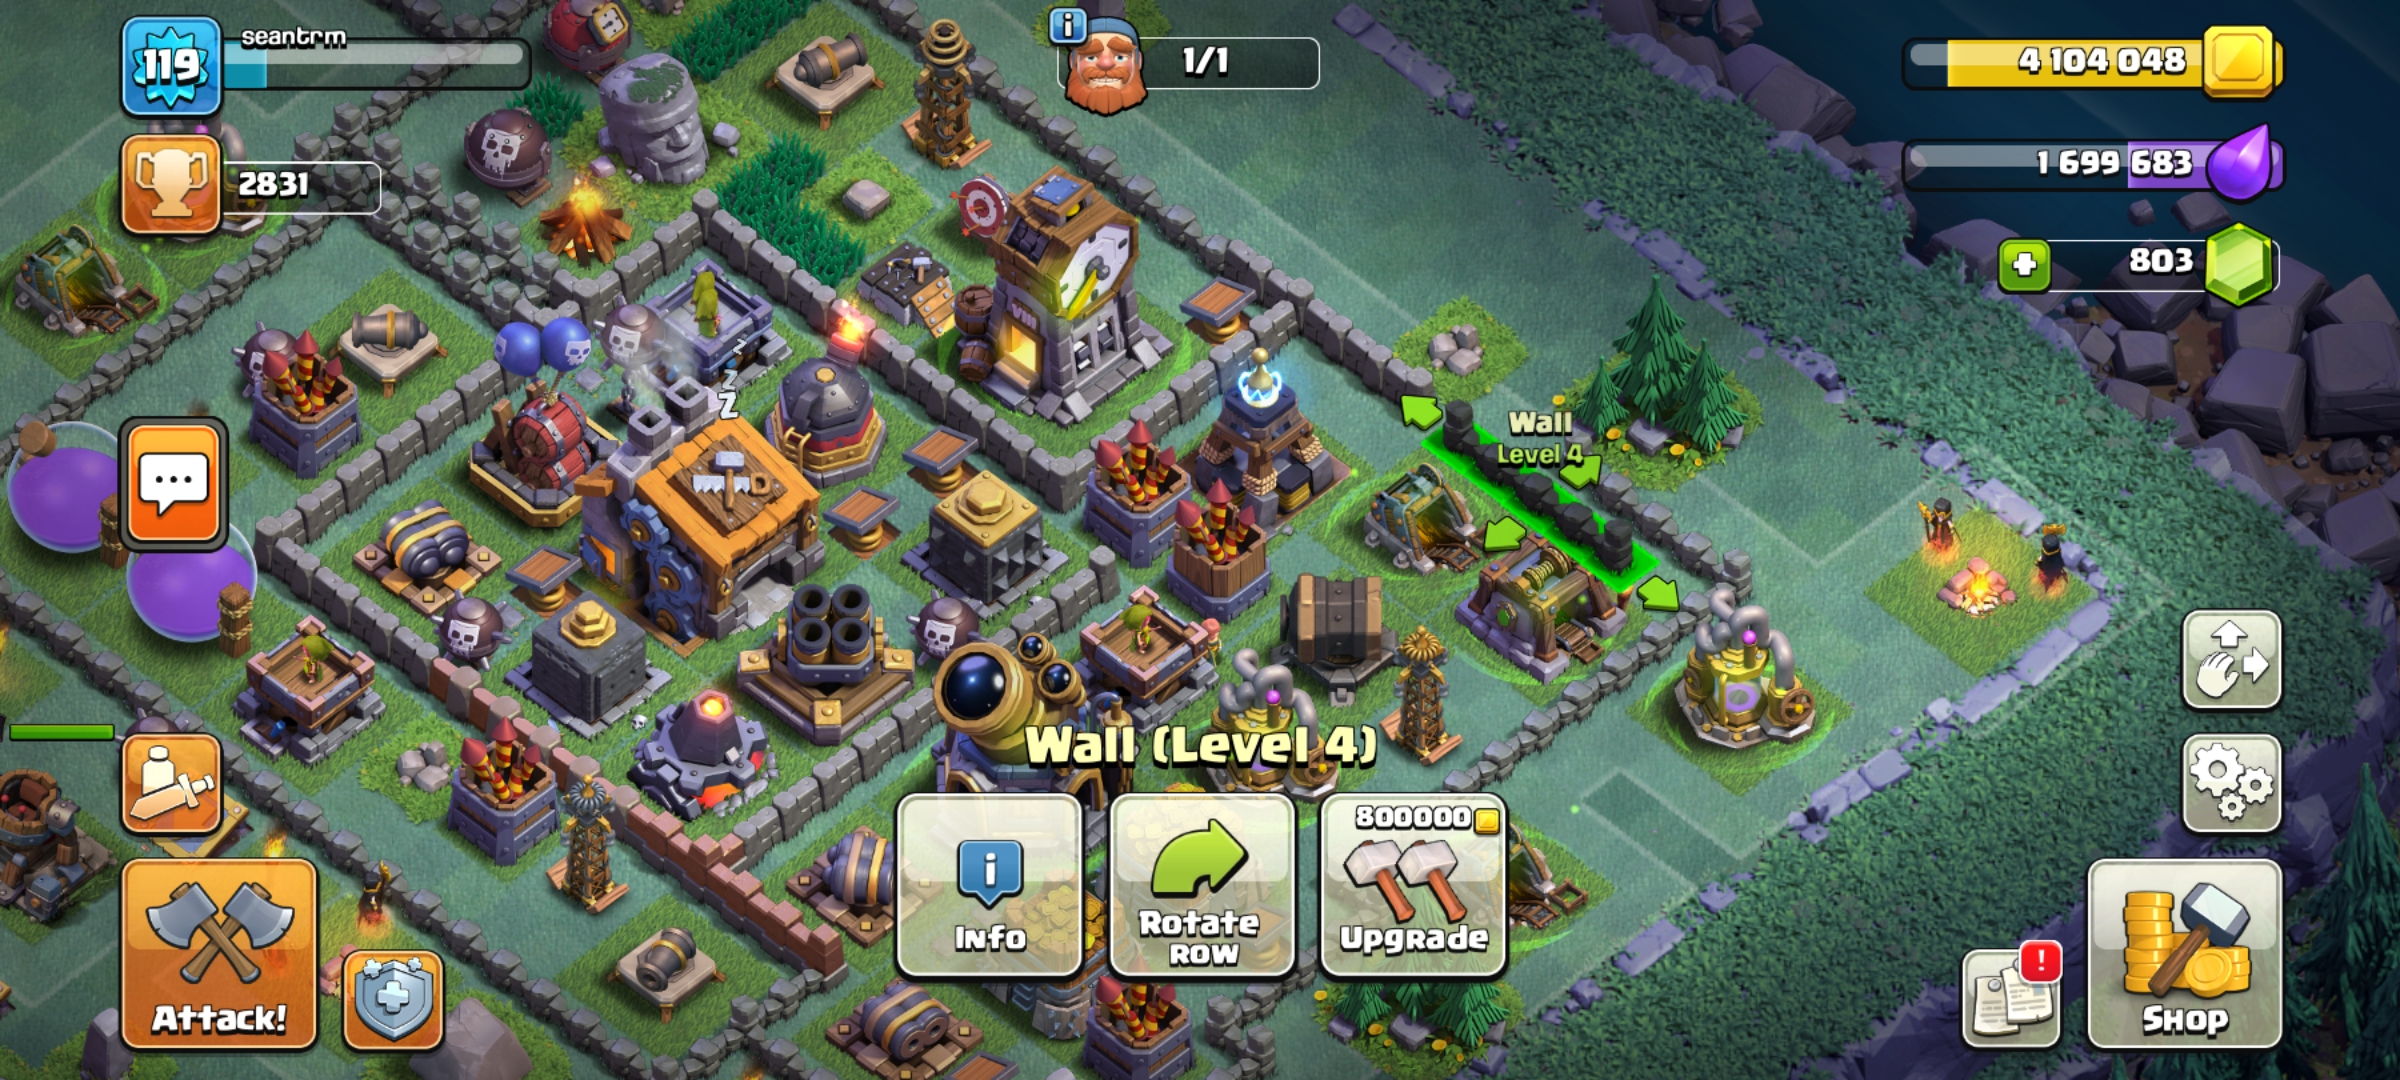 119
seantrm
1/1
4 104 048
2831
1 699 683
803
Wall
Level 4
VIII
z
z
Z
Wall (Level 4)
800000
Info
Rotate
ROW
Upgrade
Attack!
!
Shop